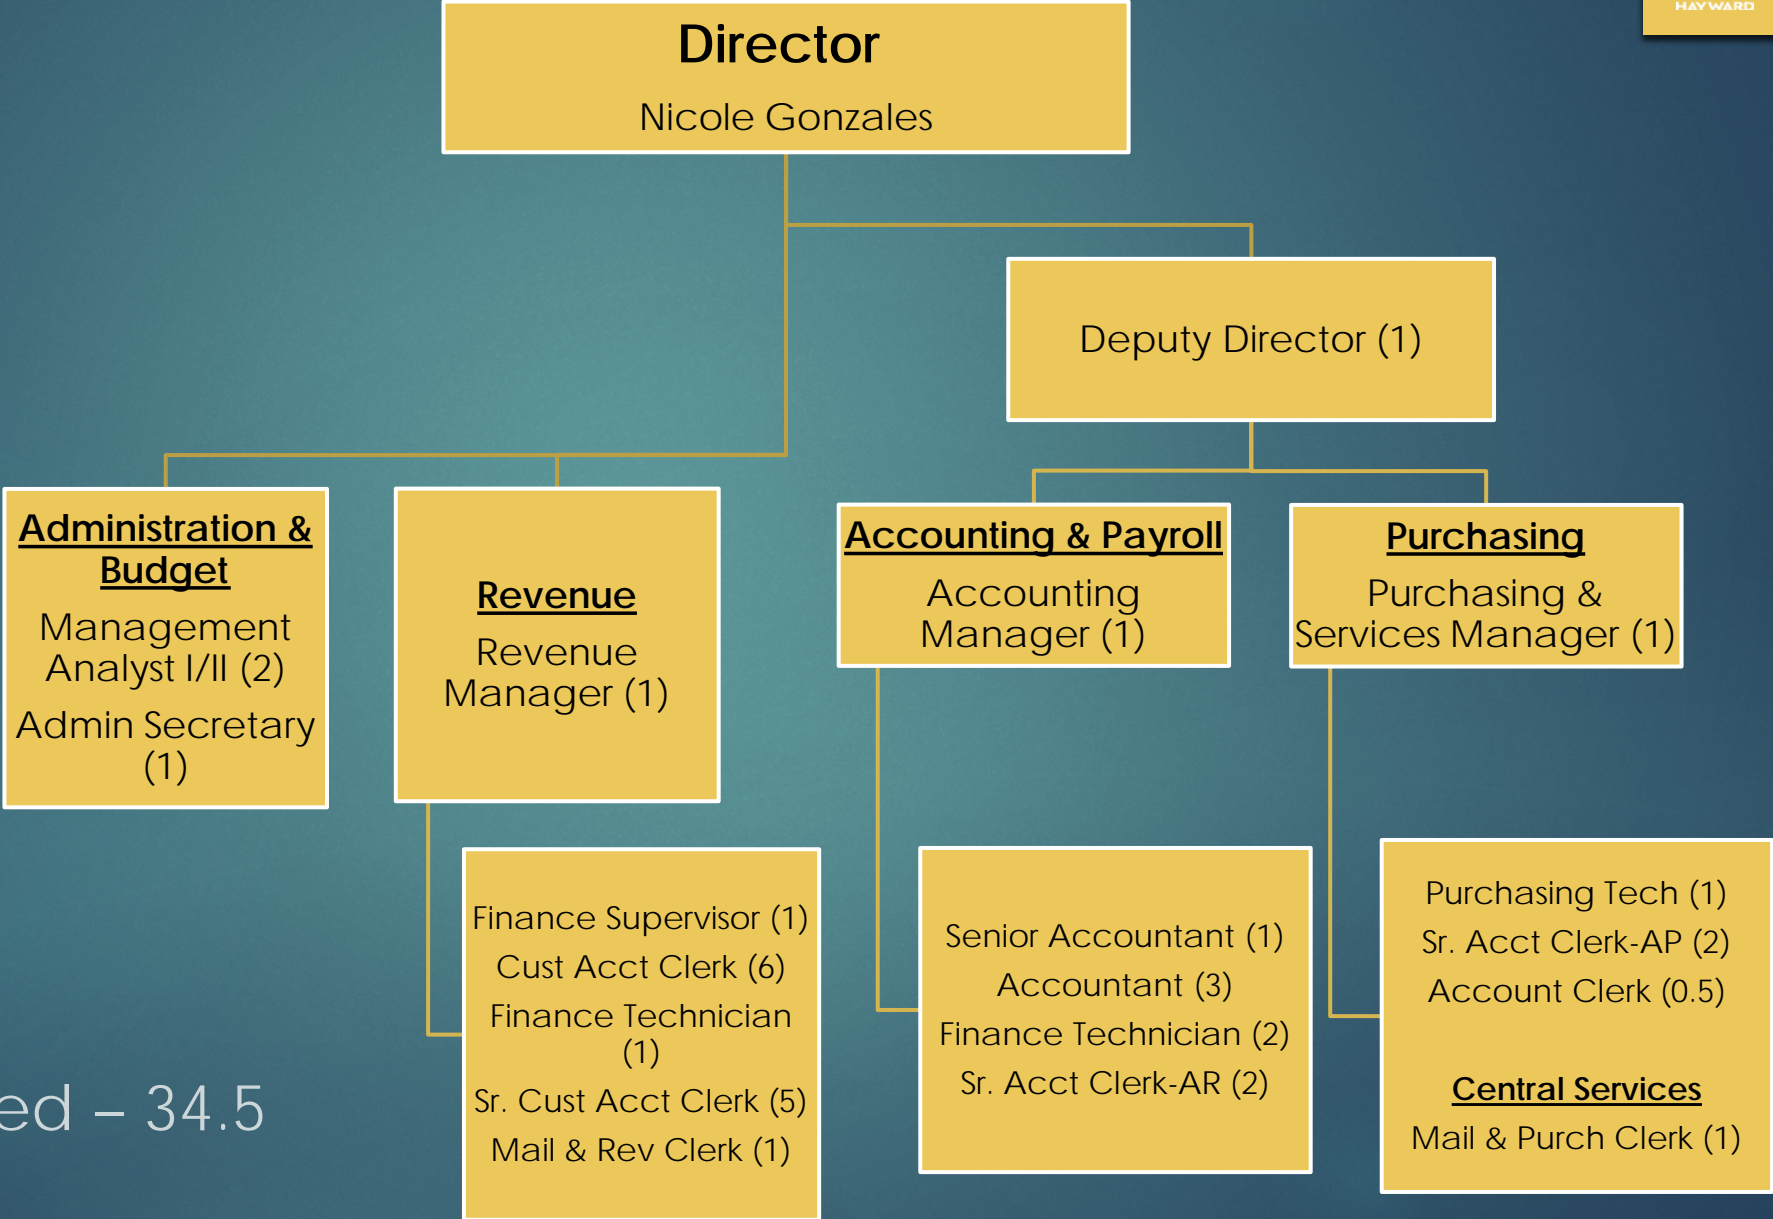 HAYWARD
Director
Nicole Gonzales
Deputy Director (1)
Administration &
Budget
Management
Analyst I/II (2)
Admin Secretary
(1)
Revenue
Revenue
Manager (1)
Accounting & Payroll
Accounting
Manager (1)
Purchasing
Purchasing &
Services Manager (1)
Finance Supervisor (1)
Cust Acct Clerk (6)
Finance Technician
(1)
Sr. Cust Acct Clerk (5)
Mail & Rev Clerk (1)
Senior Accountant (1)
Accountant (3)
Finance Technician (2)
Sr. Acct Clerk-AR (2)
Purchasing Tech (1)
Sr. Acct Clerk-AP (2)
Account Clerk (0.5)
Central Services
Mail & Purch Clerk (1)
ed – 34.5